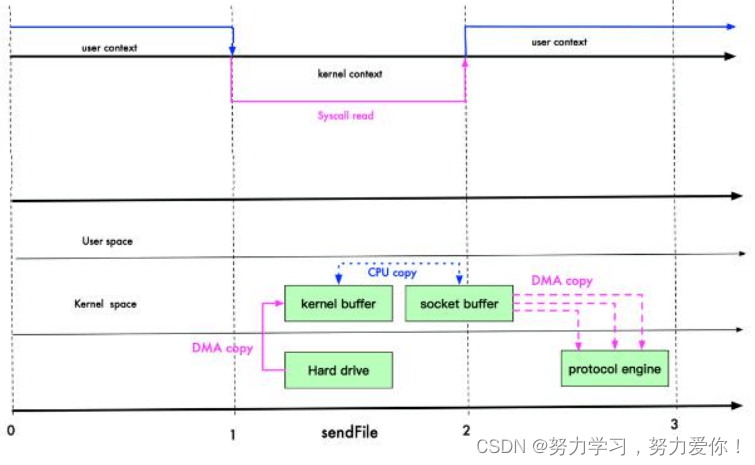 user context
user context
kernel context
Syscall read
User space
CPU copy
DMA copy
Kernel space
kernel buffer
socket buffer
DMA copy
Hard drive
protocol engine
0
1
sendFile
2
3
CSDN @努力学习，努力爱你！